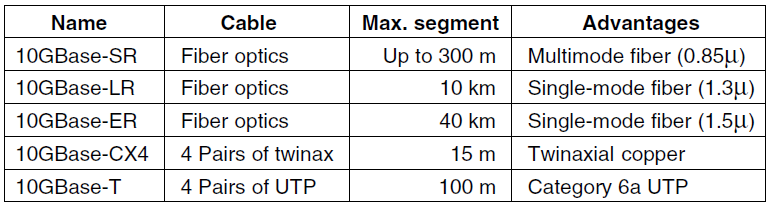 Name Cable Max. segment Advantages
10GBase-SR Fiber optics Up to 300 m Multimode fiber (0.85μ)
10GBase-LR Fiber optics 10 km Single-mode fiber (1.3μ)
10GBase-ER Fiber optics 40 km Single-mode fiber (1.5μ)
10GBase-CX4 4 Pairs of twinax 15 m Twinaxial copper
10GBase-T 4 Pairs of UTP 100 m Category 6a UTP